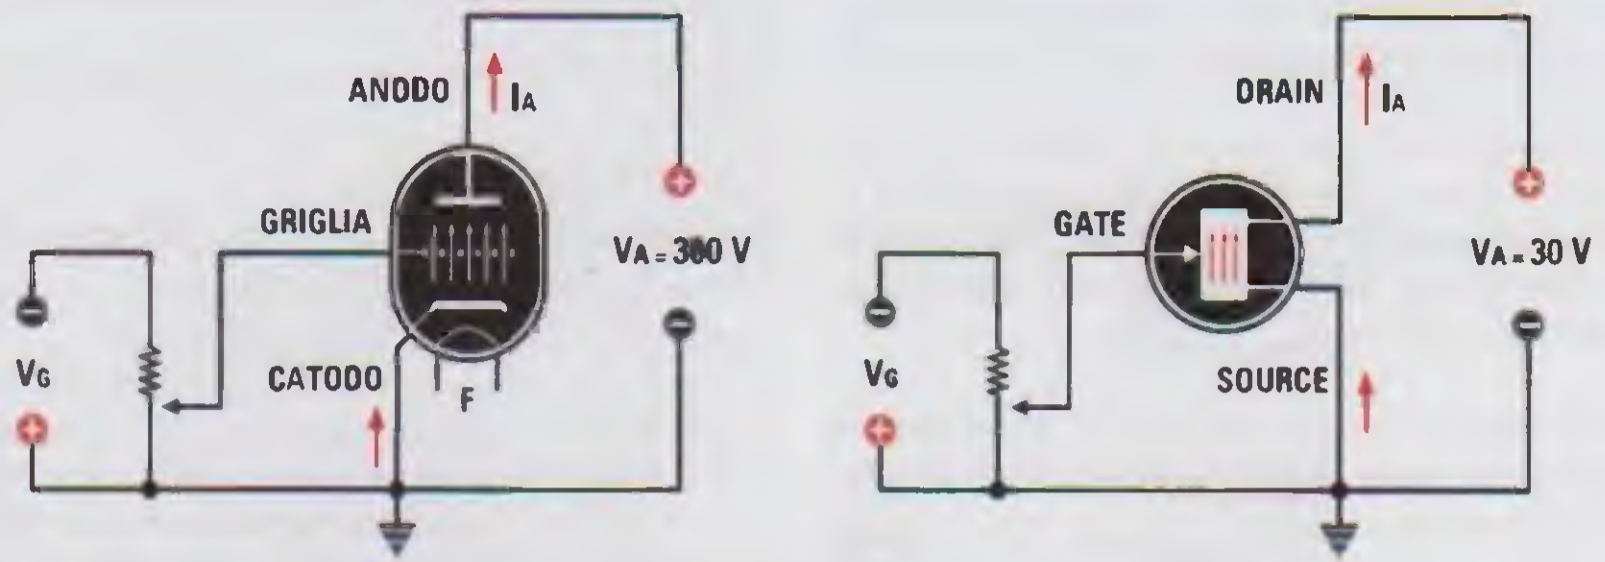 ANODO
IA
GRIGLIA
VA = 300 V
VG
CATODO
F
DRAIN
IA
GATE
VA = 30 V
VG
SOURCE